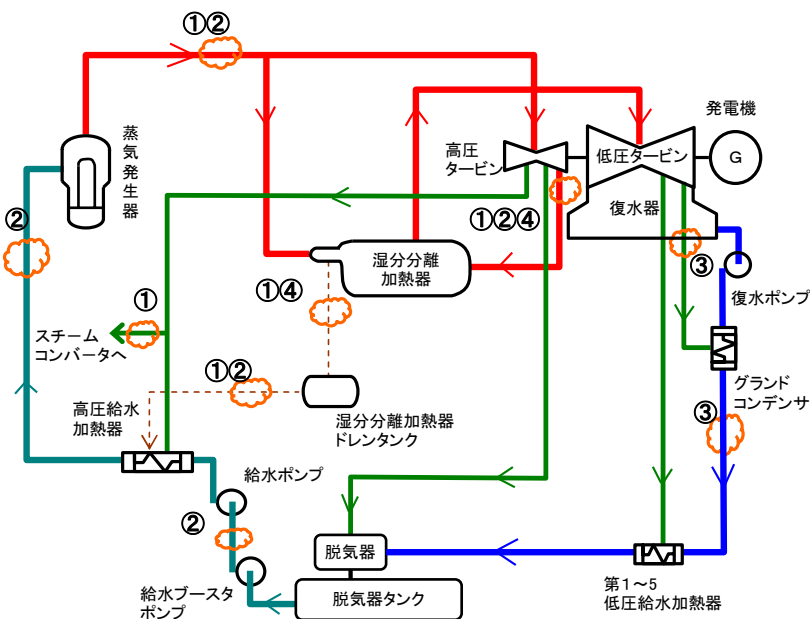 ①②
蒸気発生器
高圧
タービン
低圧タービン
発電機
G
復水器
②
①②④
湿分分離
加熱器
③
復水ポンプ
①④
①
スチーム
コンバータへ
①②
グランド
コンデンサ
高圧給水
加熱器
湿分分離加熱器
ドレンタンク
③
給水ポンプ
②
脱気器
給水ブースタ
ポンプ
脱気器タンク
第1~5
低圧給水加熱器